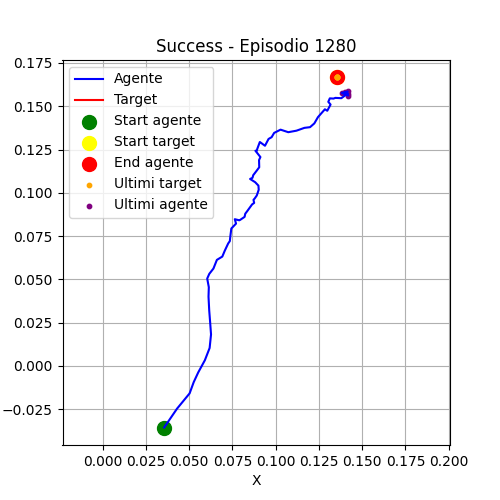 Success - Episodio 1280
0.175
0.150
0.125
0.100
0.075
0.050
0.025
0.000
−0.025
Agente
Target
Start agente
Start target
End agente
Ultimi target
Ultimi agente
0.000 0.025 0.050 0.075 0.100 0.125 0.150 0.175 0.200
X